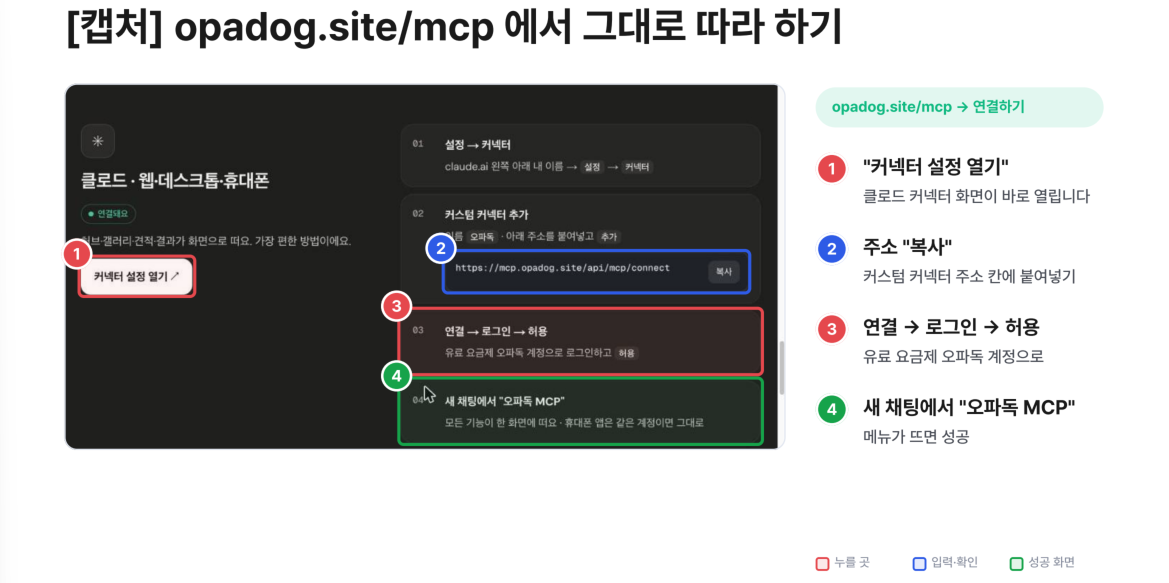 [캡처] opadog.site/mcp 에서 그대로 따라 하기
클로드 · 웹·데스크톱·휴대폰
연결돼요
허브·갤러리·견적·결과가 화면으로 떠요. 가장 편한 방법이에요.
1
커넥터 설정 열기 ↗
01 설정 → 커넥터
claude.ai 왼쪽 아래 내 이름 → 설정 → 커넥터
02 커스텀 커넥터 추가
2
이름 오파독 · 아래 주소를 붙여넣고 추가
https://mcp.opadog.site/api/mcp/connect 복사
3
03 연결 → 로그인 → 허용
유료 요금제 오파독 계정으로 로그인하고 허용
4
04 새 채팅에서 "오파독 MCP"
모든 기능이 한 화면에 떠요 · 휴대폰 앱은 같은 계정이면 그대로
opadog.site/mcp → 연결하기
1 "커넥터 설정 열기"
클로드 커넥터 화면이 바로 열립니다
2 주소 "복사"
커스텀 커넥터 주소 칸에 붙여넣기
3 연결 → 로그인 → 허용
유료 요금제 오파독 계정으로
4 새 채팅에서 "오파독 MCP"
메뉴가 뜨면 성공
누를 곳 입력·확인 성공 화면